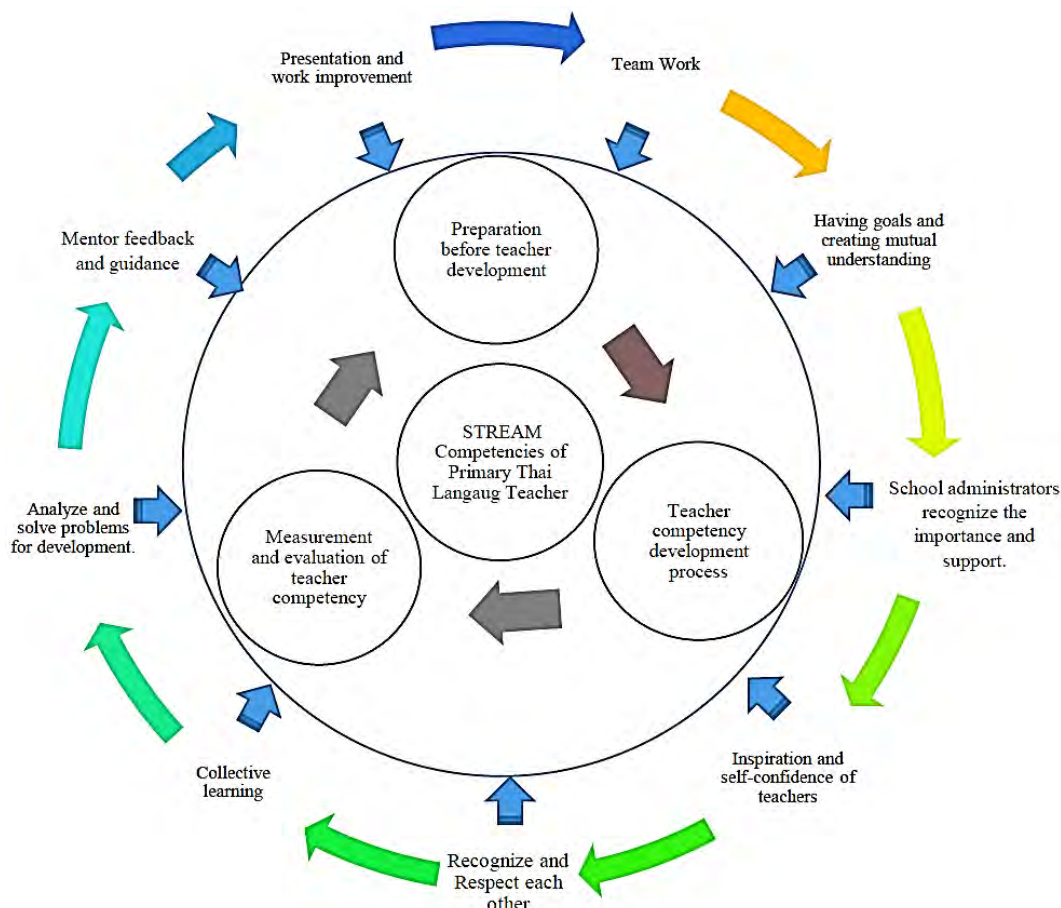 Presentation and
work improvement
Team Work
Having goals and
creating mutual
understanding
School administrators
recognize the
importance and
support.
Inspiration and
self-confidence of
teachers
Recognize and
Respect each
other
Collective
learning
Analyze and
solve problems
for development.
Mentor feedback
and guidance
Preparation
before teacher
development
STREAM
Competencies of
Primary Thai
Langaug Teacher
Teacher
competency
development
process
Measurement
and evaluation of
teacher
competency